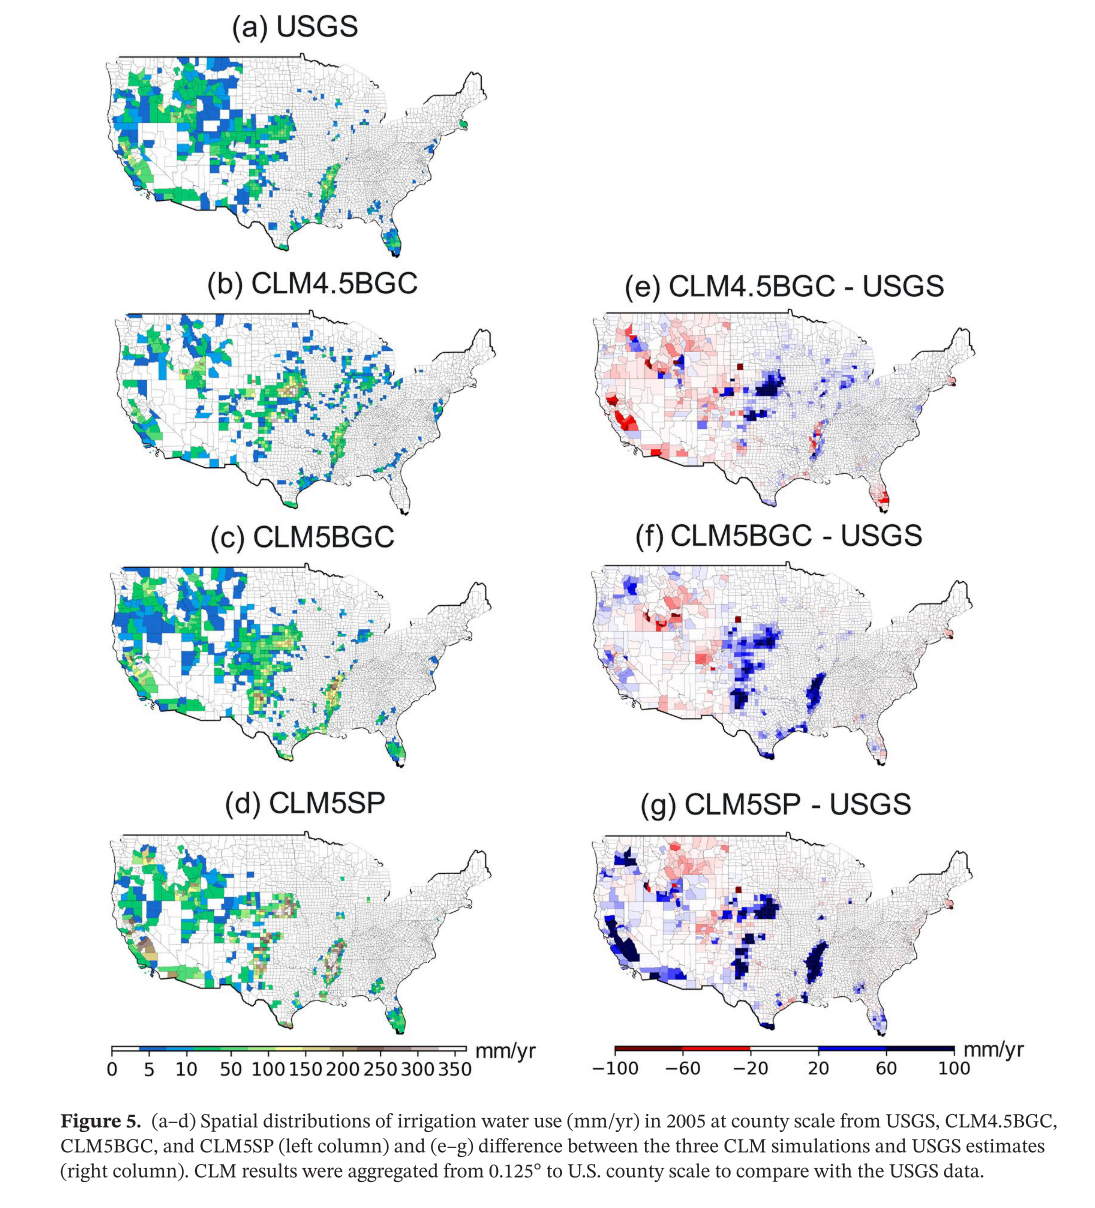 (a) USGS
(b) CLM4.5BGC
(e) CLM4.5BGC - USGS
(c) CLM5BGC
(f) CLM5BGC - USGS
(d) CLM5SP
(g) CLM5SP - USGS
mm/yr
0 5 10 50 100 150 200 250 300 350
mm/yr
−100 −60 −20 20 60 100
Figure 5. (a–d) Spatial distributions of irrigation water use (mm/yr) in 2005 at county scale from USGS, CLM4.5BGC,
CLM5BGC, and CLM5SP (left column) and (e–g) difference between the three CLM simulations and USGS estimates
(right column). CLM results were aggregated from 0.125° to U.S. county scale to compare with the USGS data.